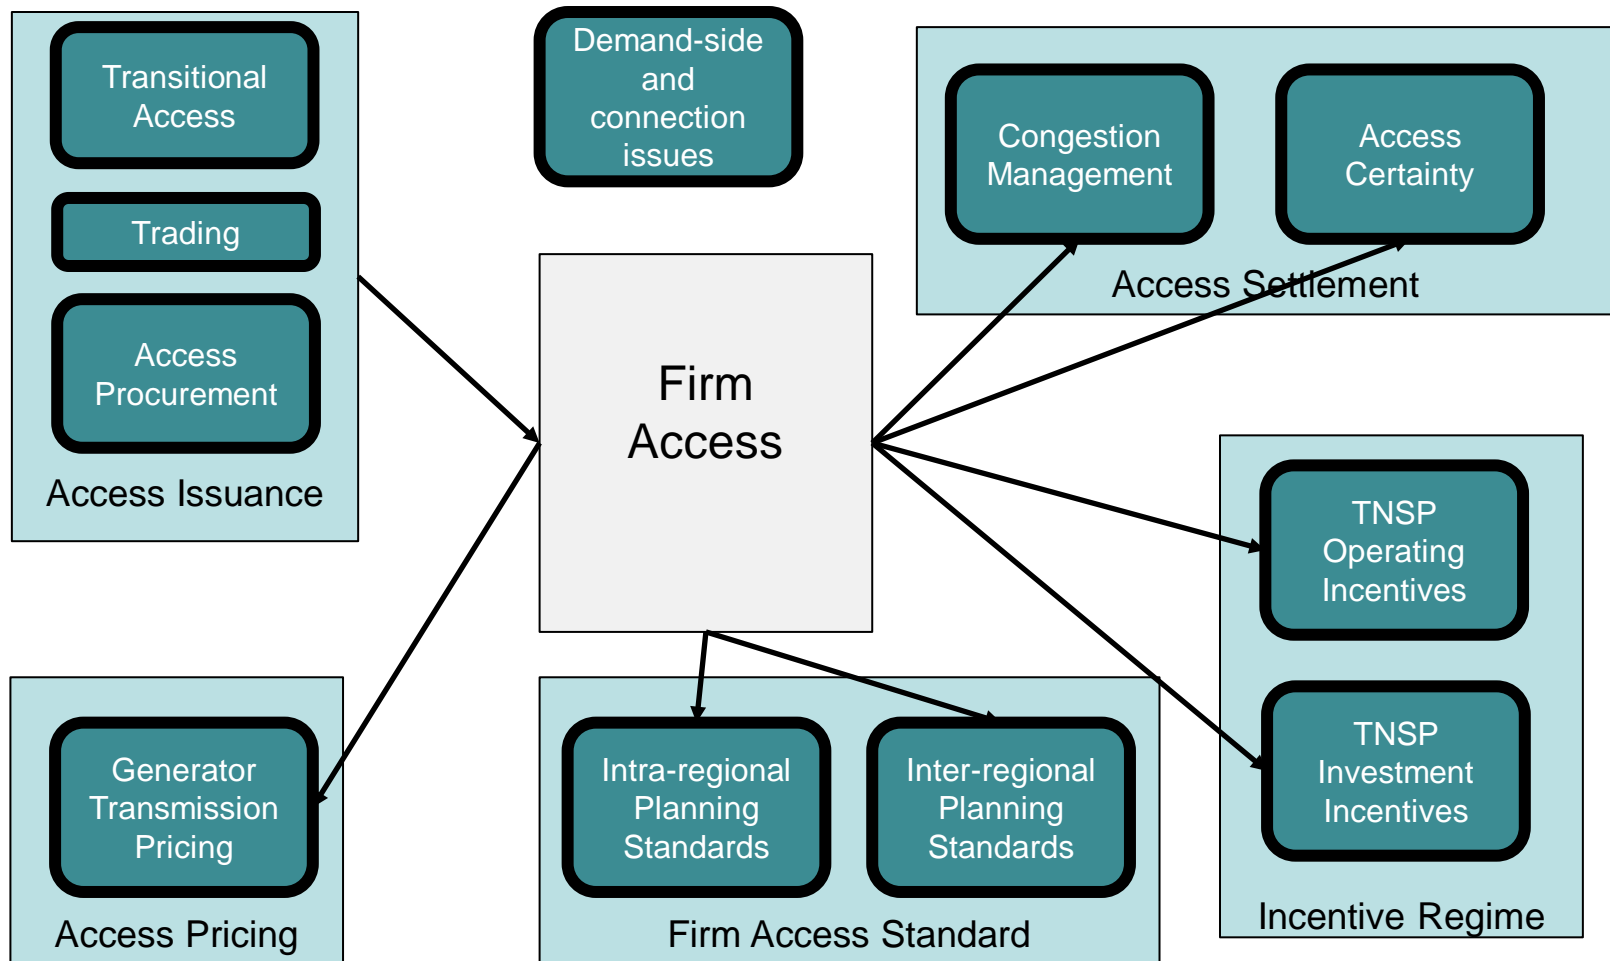 Transitional
Access
Trading
Access
Procurement
Access Issuance
Demand-side
and
connection
issues
Congestion
Management
Access
Certainty
Access Settlement
Firm
Access
TNSP
Operating
Incentives
TNSP
Investment
Incentives
Incentive Regime
Generator
Transmission
Pricing
Access Pricing
Intra-regional
Planning
Standards
Inter-regional
Planning
Standards
Firm Access Standard